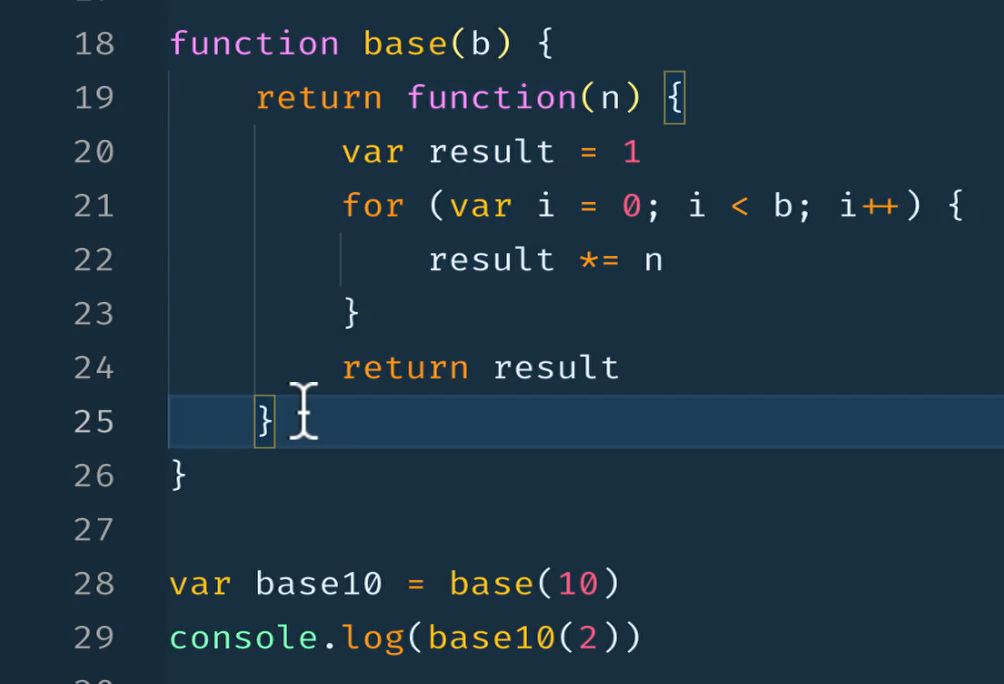 18 function base(b) {
19 return function(n) {
20 var result = 1
21 for (var i = 0; i < b; i++) {
22 result *= n
23 }
24 return result
25 }
26 }
27
28 var base10 = base(10)
29 console.log(base10(2))